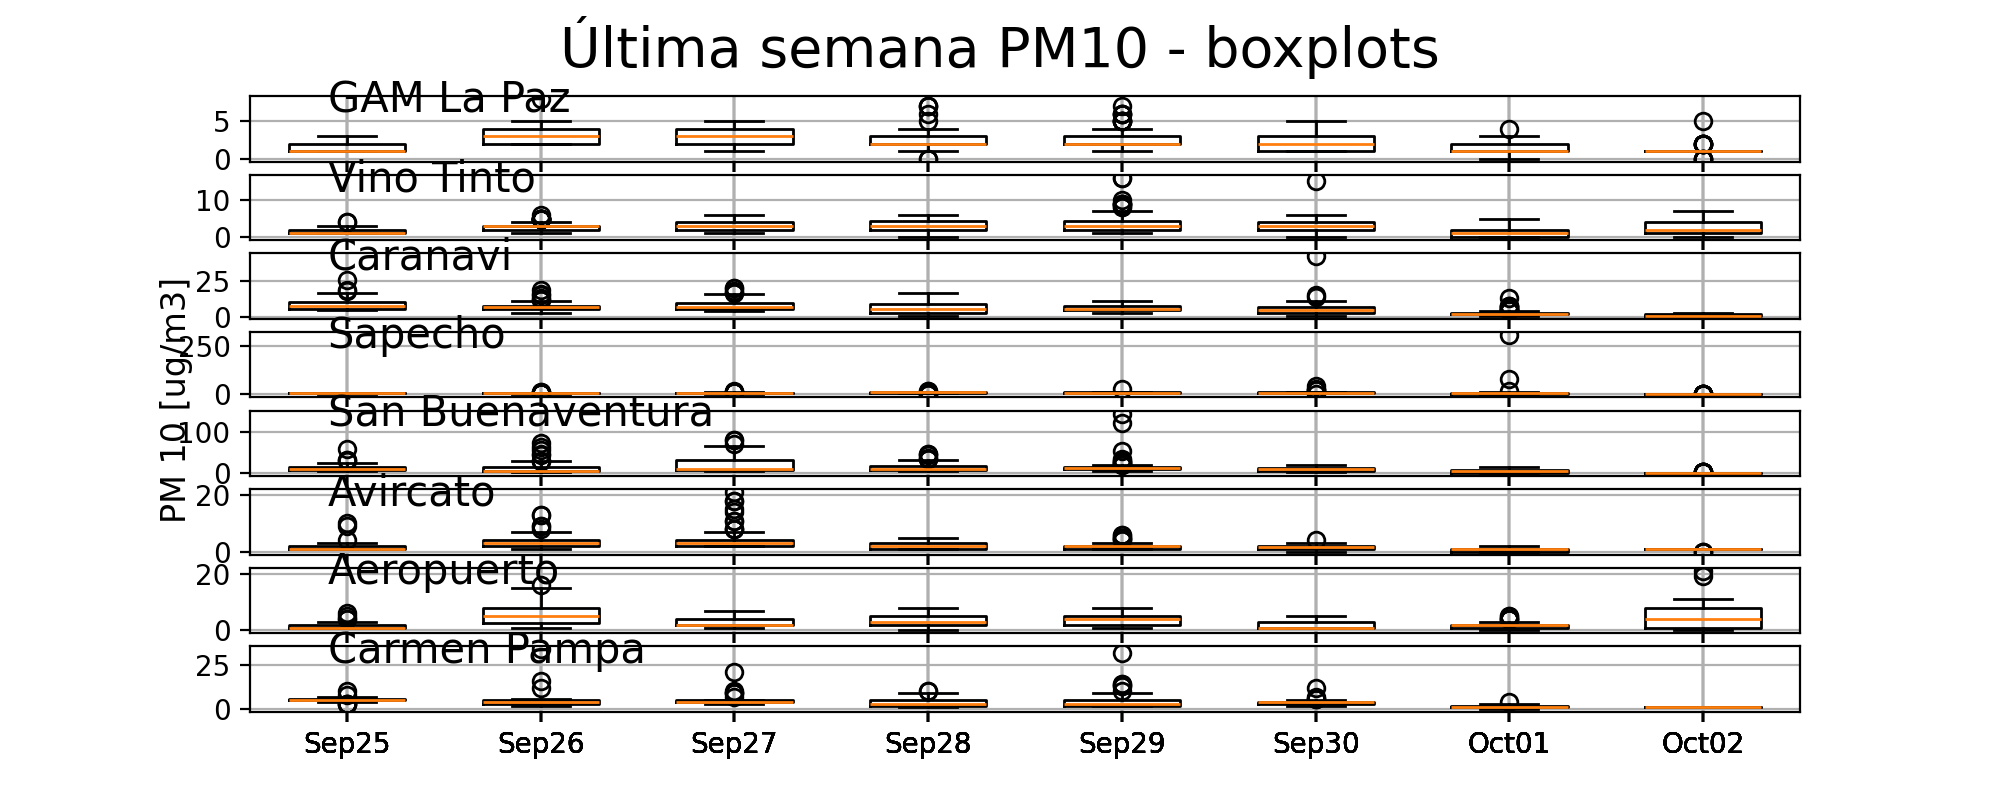 Última semana PM10 - boxplots
GAM La Paz
5
0
Vino Tinto
10
0
Caranavi
25
0
PM 10 [ug/m3]
Sapecho
250
0
San Buenaventura
100
0
Avircato
20
0
Aeropuerto
20
0
Carmen Pampa
25
0
Sep25 Sep26 Sep27 Sep28 Sep29 Sep30 Oct01 Oct02